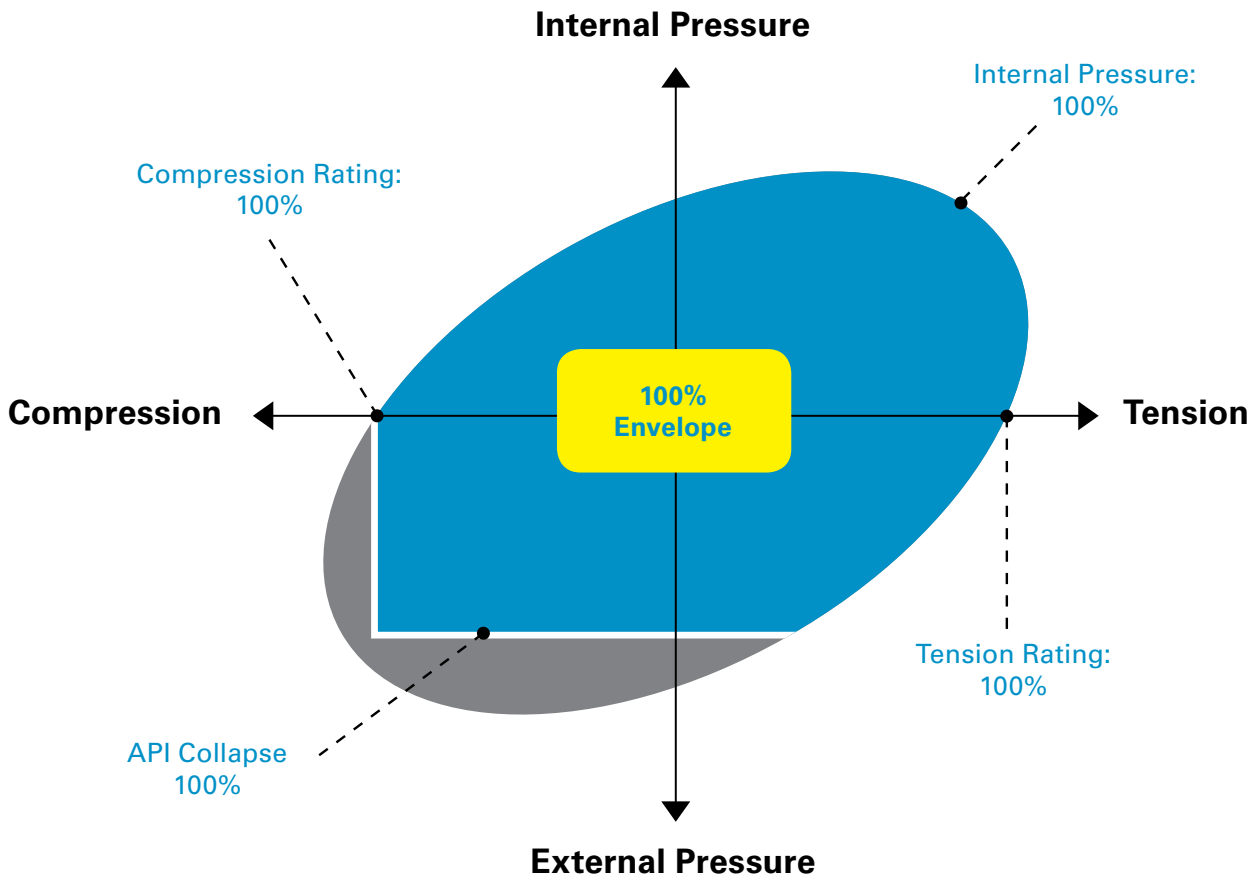 Internal Pressure
Internal Pressure:
100%
Compression Rating:
100%
Compression
100%
Envelope
Tension
Tension Rating:
100%
API Collapse
100%
External Pressure